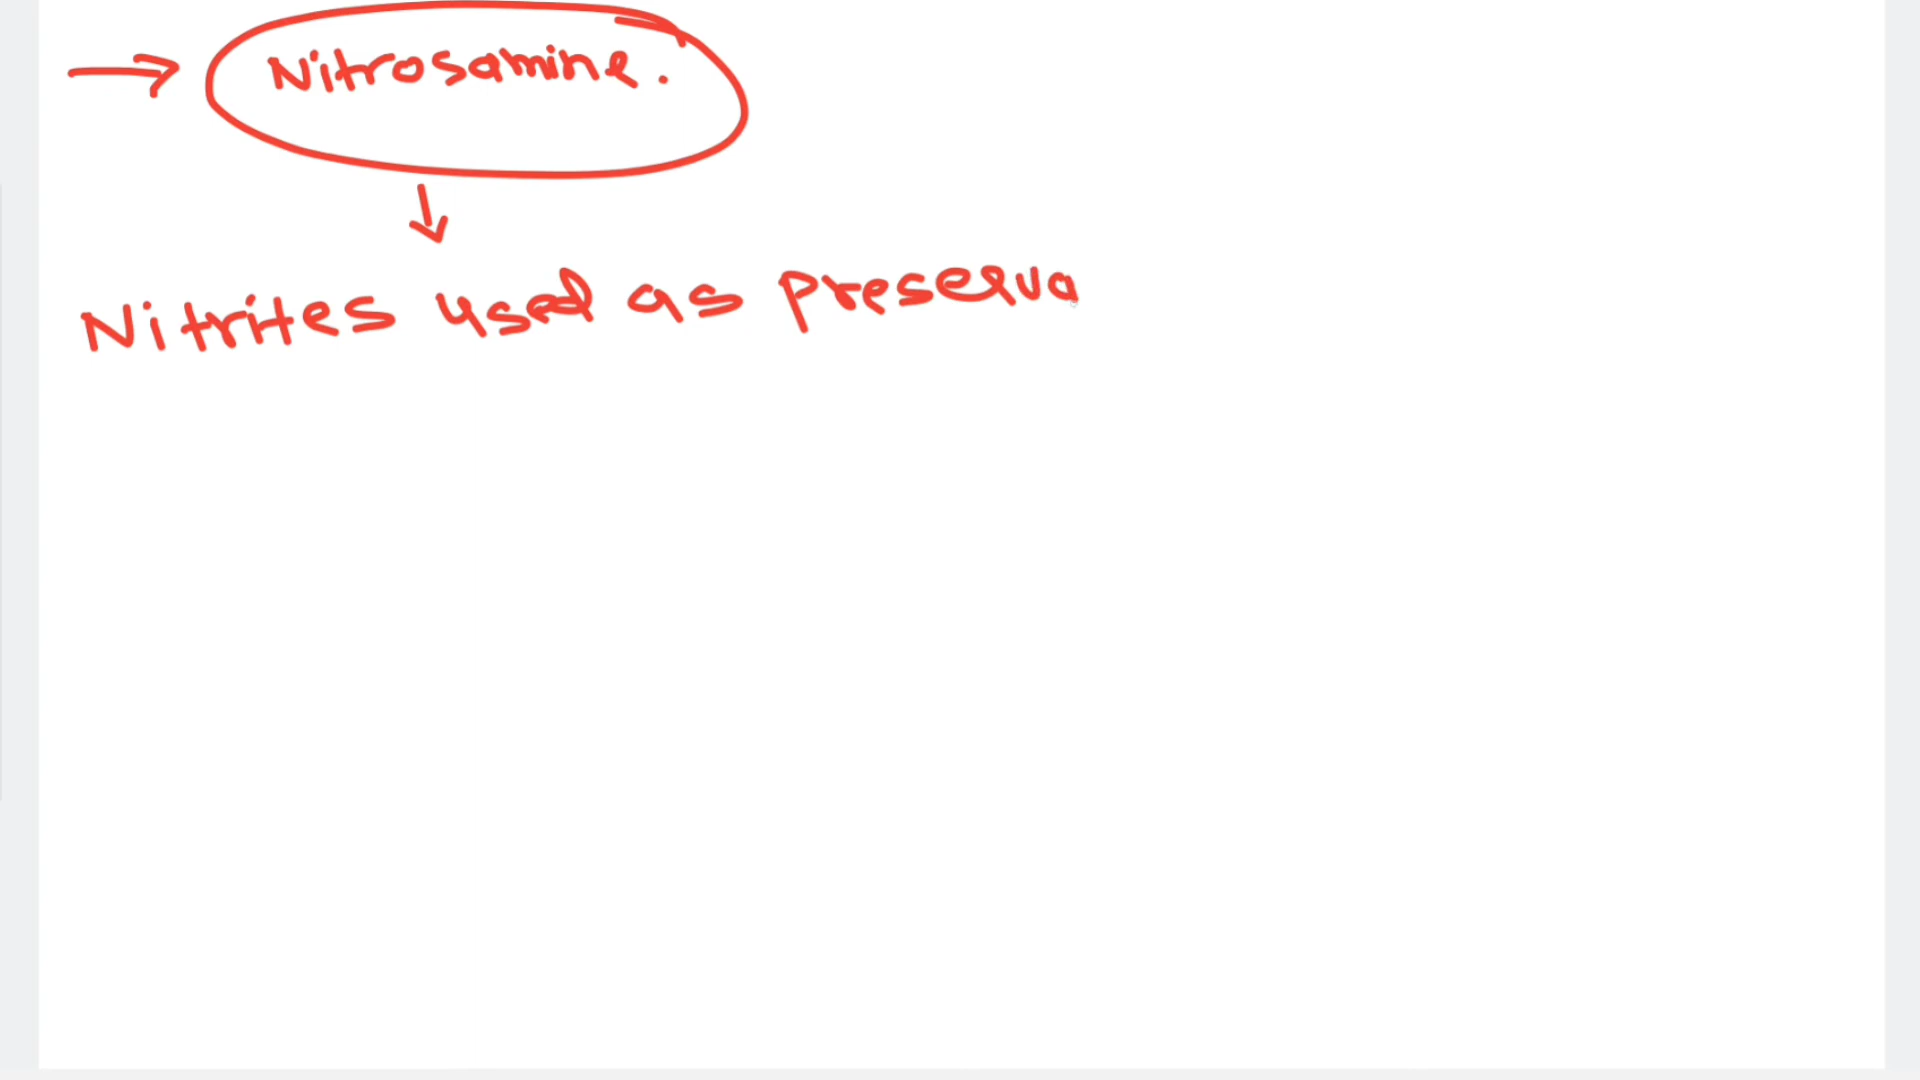 → Nitrosamine.
↓
Nitrites used as preserva